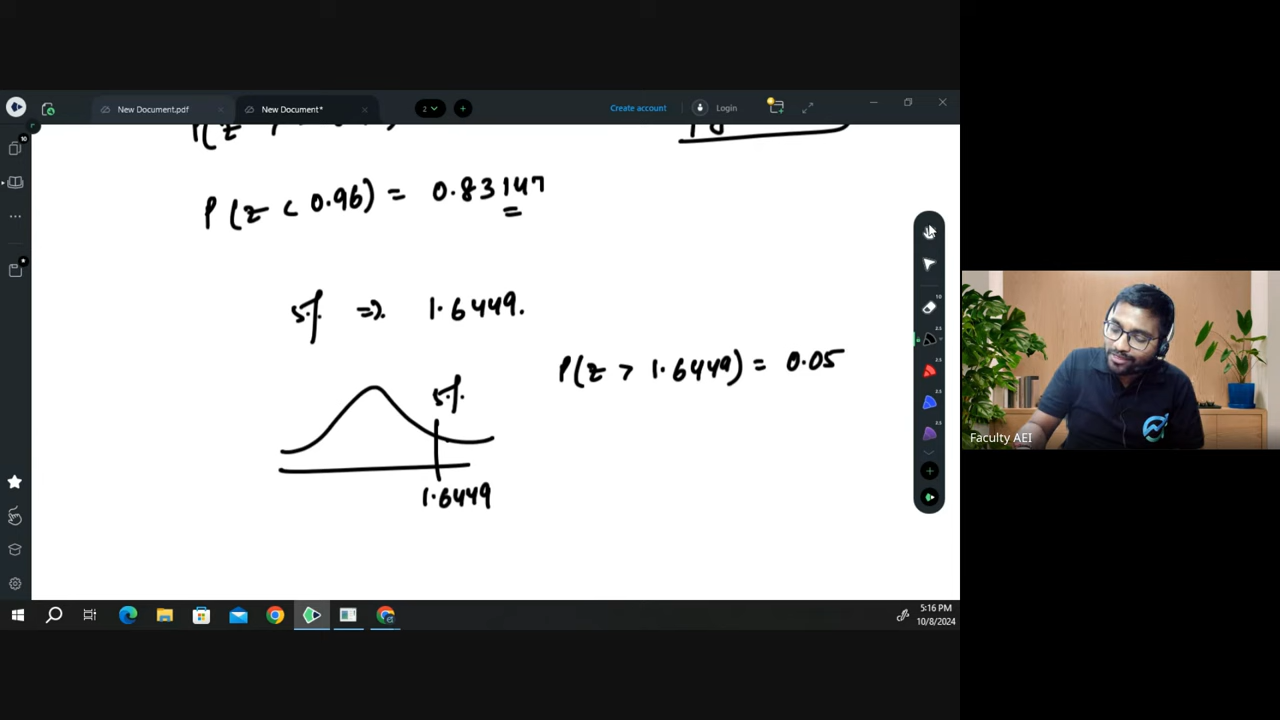 New Document.pdf
New Document*
2
Create account
Login
P(z >
P(z < 0.96) = 0.83147
5% => 1.6449.
P(z > 1.6449) = 0.05
5%
1.6449
Faculty AEI
5:16 PM
10/8/2024